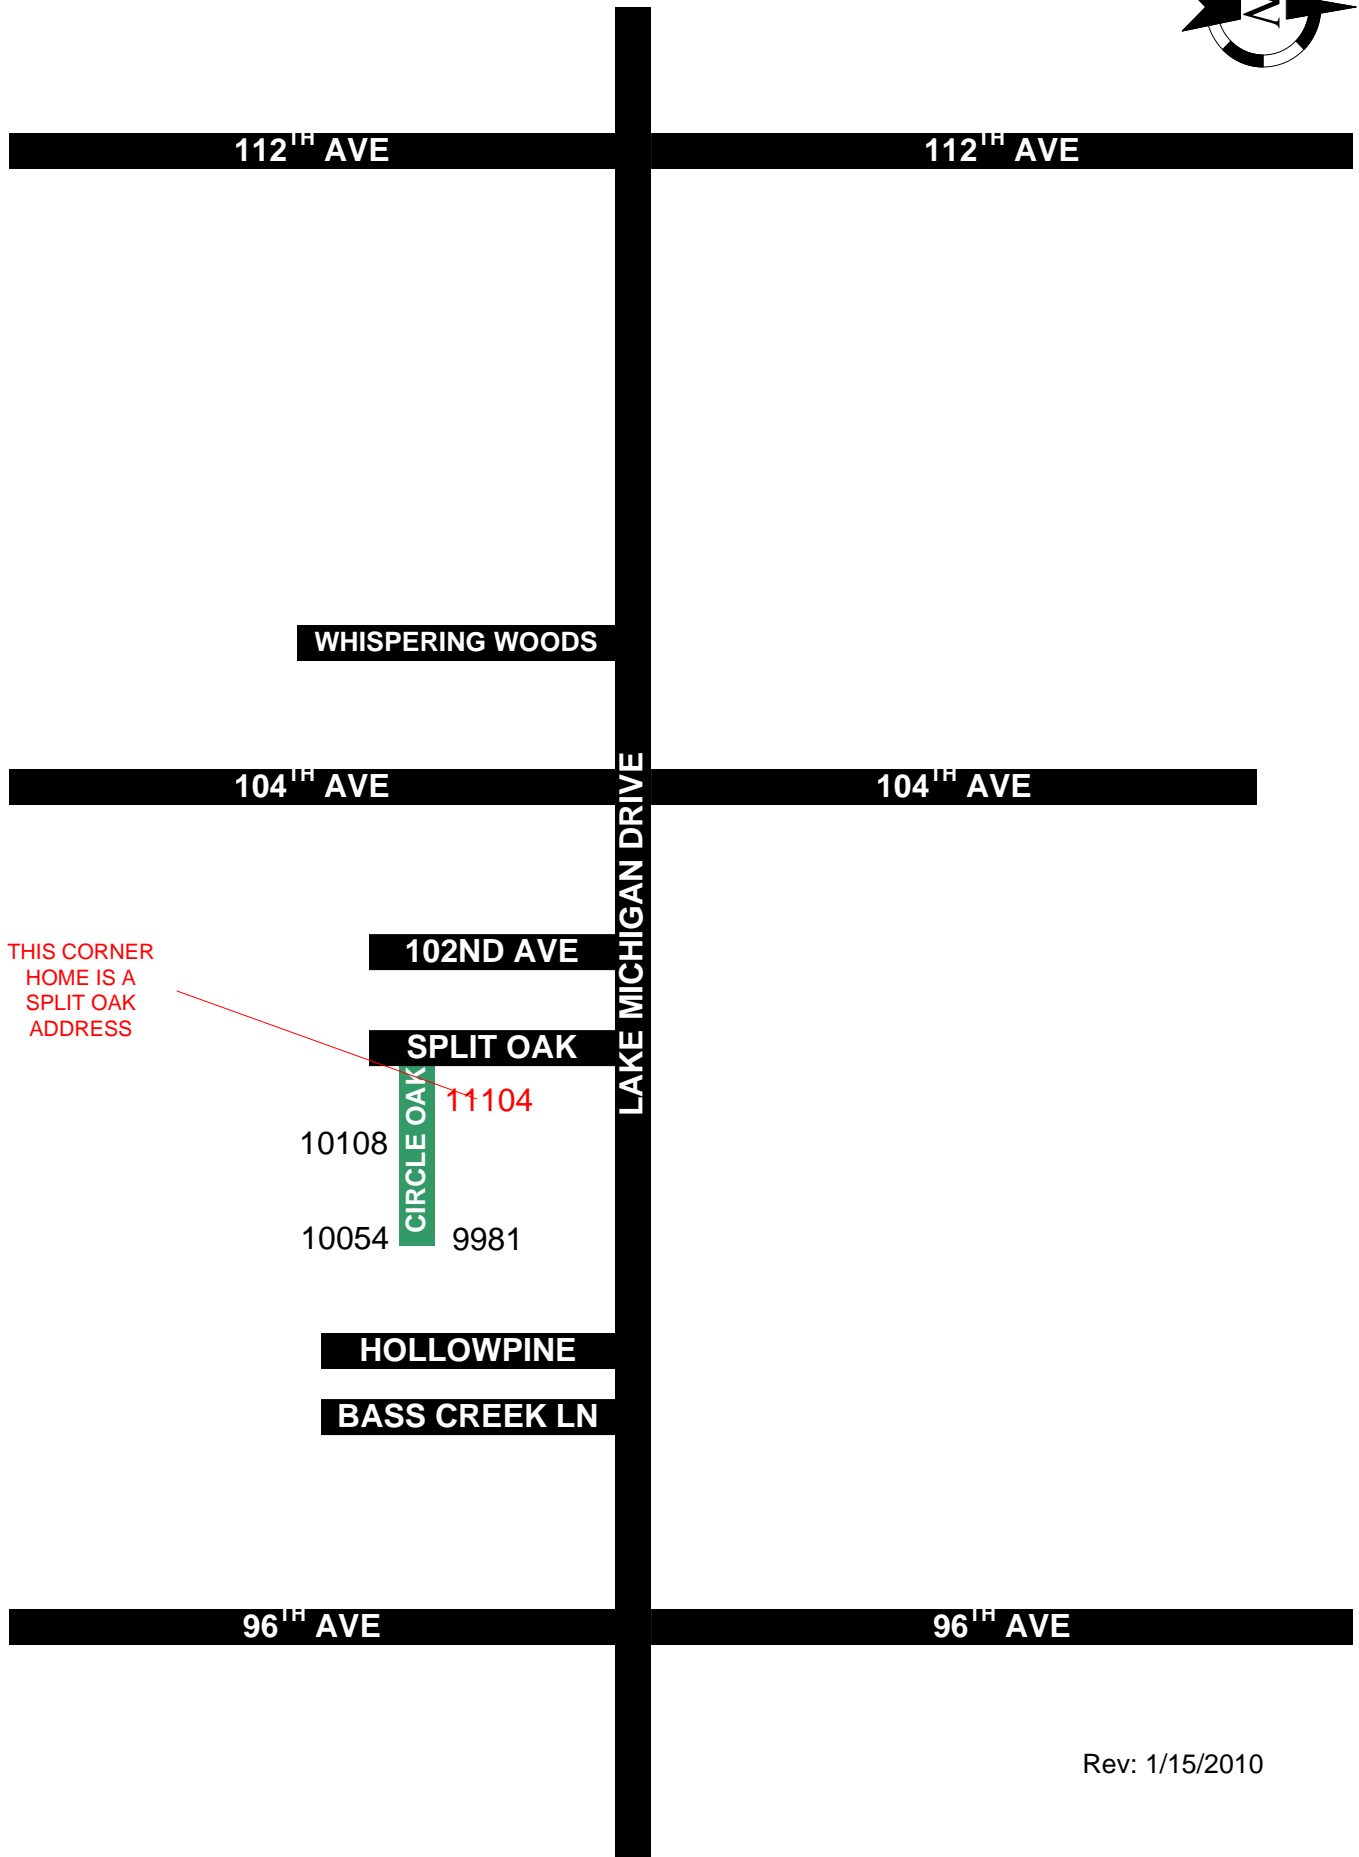 N
112TH AVE
112TH AVE
WHISPERING WOODS
104TH AVE
104TH AVE
LAKE MICHIGAN DRIVE
102ND AVE
THIS CORNER
HOME IS A
SPLIT OAK
ADDRESS
SPLIT OAK
CIRCLE OAK
11104
10108
10054
9981
HOLLOWPINE
BASS CREEK LN
96TH AVE
96TH AVE
Rev: 1/15/2010